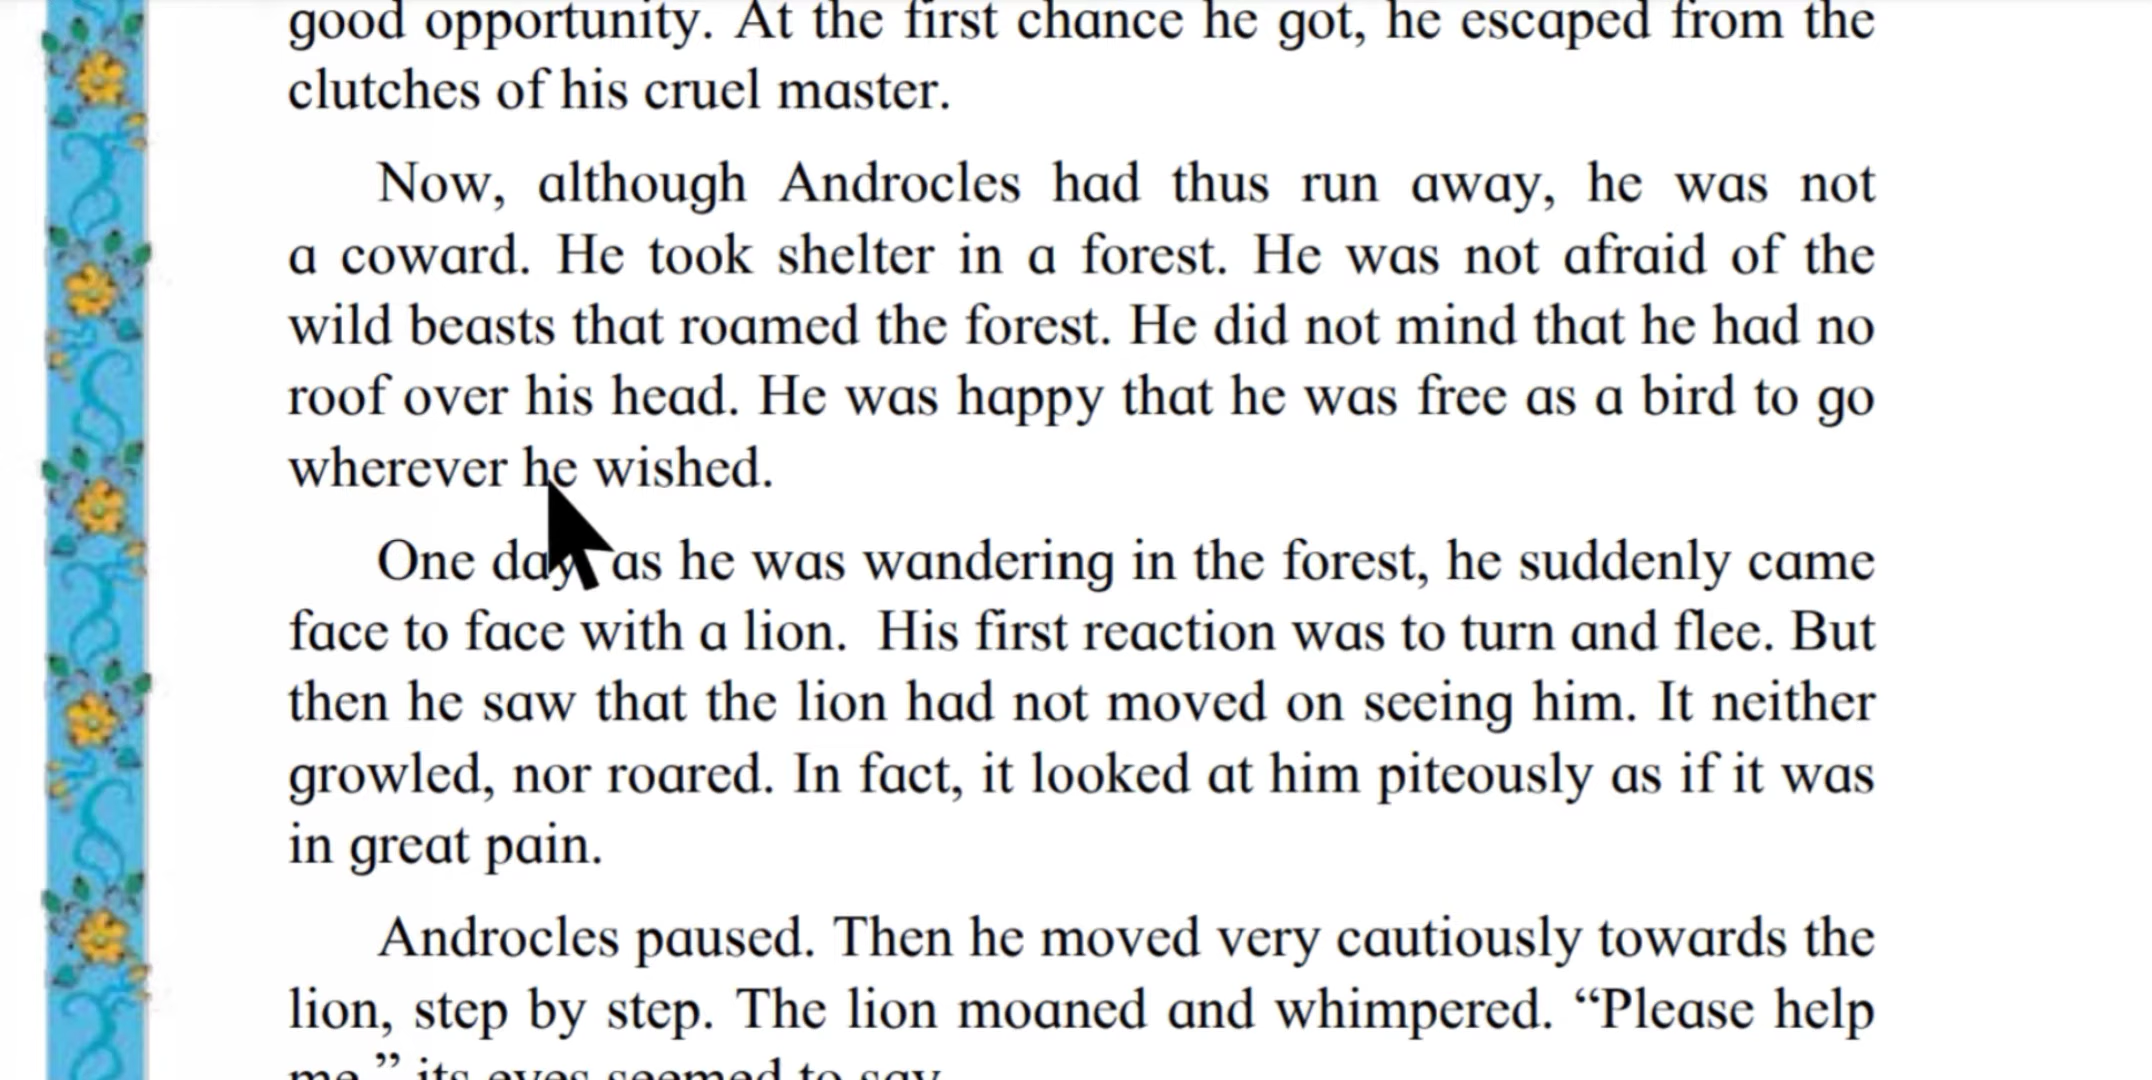 good opportunity. At the first chance he got, he escaped from the
clutches of his cruel master.
Now, although Androcles had thus run away, he was not
a coward. He took shelter in a forest. He was not afraid of the
wild beasts that roamed the forest. He did not mind that he had no
roof over his head. He was happy that he was free as a bird to go
wherever he wished.
One day as he was wandering in the forest, he suddenly came
face to face with a lion. His first reaction was to turn and flee. But
then he saw that the lion had not moved on seeing him. It neither
growled, nor roared. In fact, it looked at him piteously as if it was
in great pain.
Androcles paused. Then he moved very cautiously towards the
lion, step by step. The lion moaned and whimpered. “Please help
me,” its eyes seemed to say.